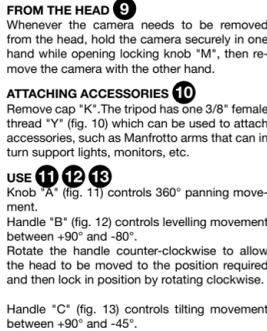 FROM THE HEAD 9
Whenever the camera needs to be removed
from the head, hold the camera securely in one
hand while opening locking knob "M", then re-
move the camera with the other hand.
ATTACHING ACCESSORIES 10
Remove cap "K".The tripod has one 3/8" female
thread "Y" (fig. 10) which can be used to attach
accessories, such as Manfrotto arms that can in
turn support lights, monitors, etc.
USE 11 12 13
Knob "A" (fig. 11) controls 360° panning move-
ment.
Handle "B" (fig. 12) controls levelling movement
between +90° and -80°.
Rotate the handle counter-clockwise to allow
the head to be moved to the position required
and then lock in position by rotating clockwise.
Handle "C" (fig. 13) controls tilting movement
between +90° and -45°.